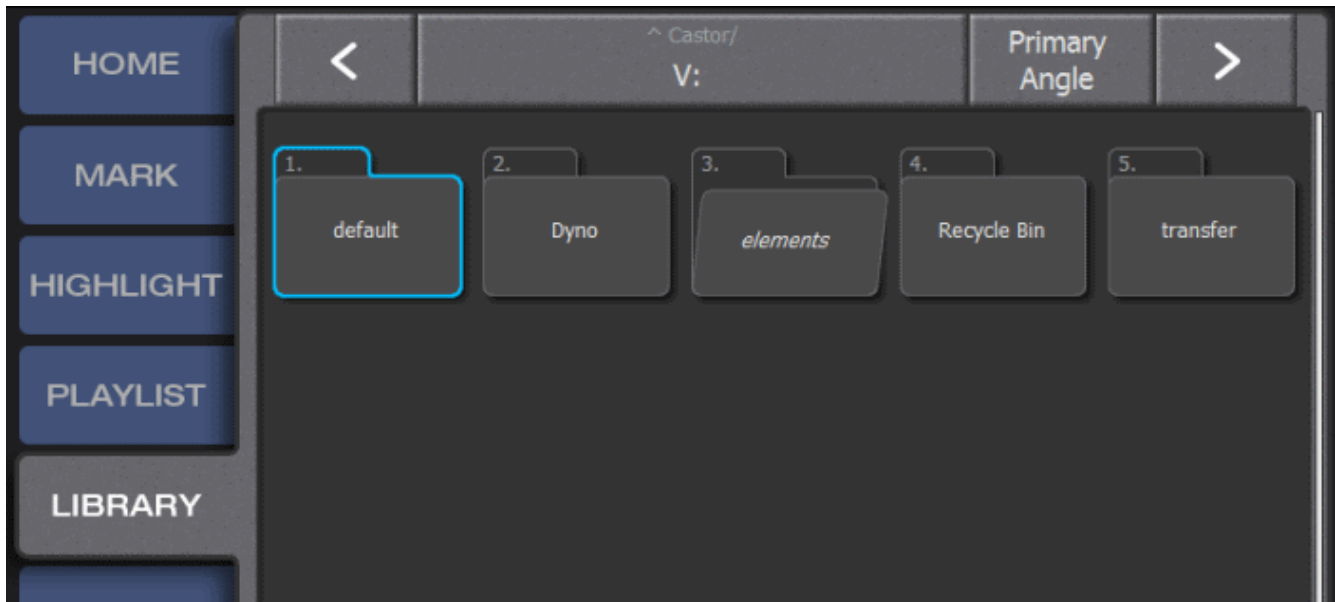 HOME
MARK
HIGHLIGHT
PLAYLIST
LIBRARY
<
^ Castor/
V:
Primary
Angle
>
1.
default
2.
Dyno
3.
elements
4.
Recycle Bin
5.
transfer